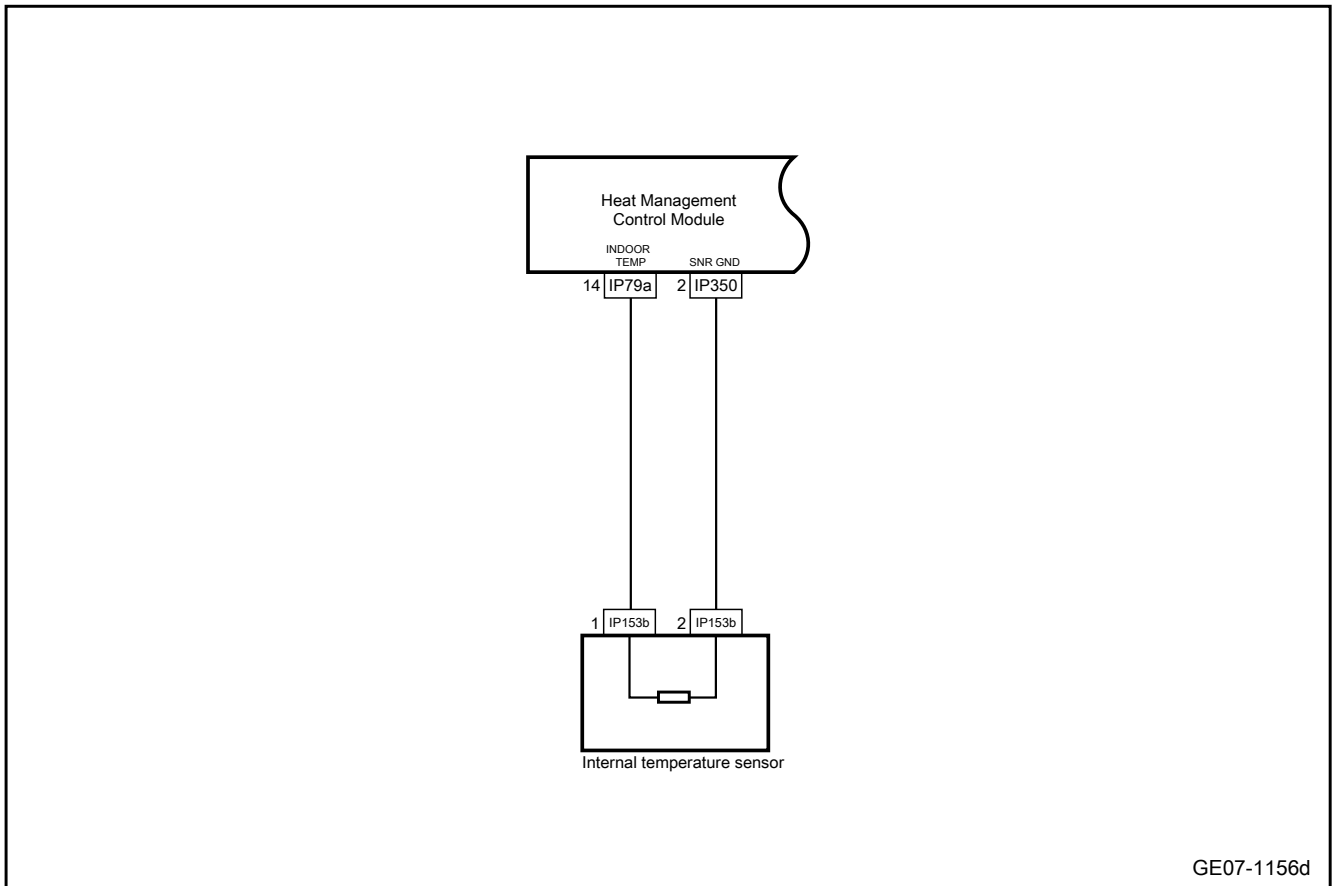 Heat Management
Control Module
INDOOR
TEMP SNR GND
14 IP79a 2 IP350
1 IP153b 2 IP153b
Internal temperature sensor
GE07-1156d